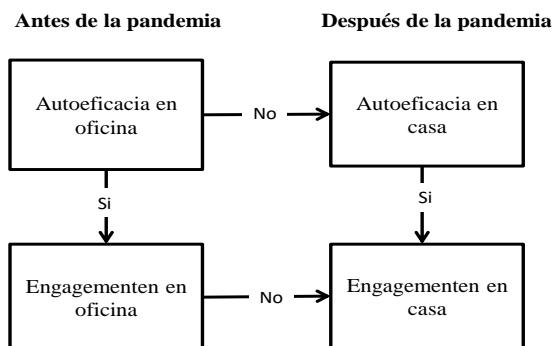 Antes de la pandemia
Después de la pandemia
Autoeficacia en
oficina
No
Autoeficacia en
casa
Si
Si
Engagementen en
oficina
No
Engagementen en
casa